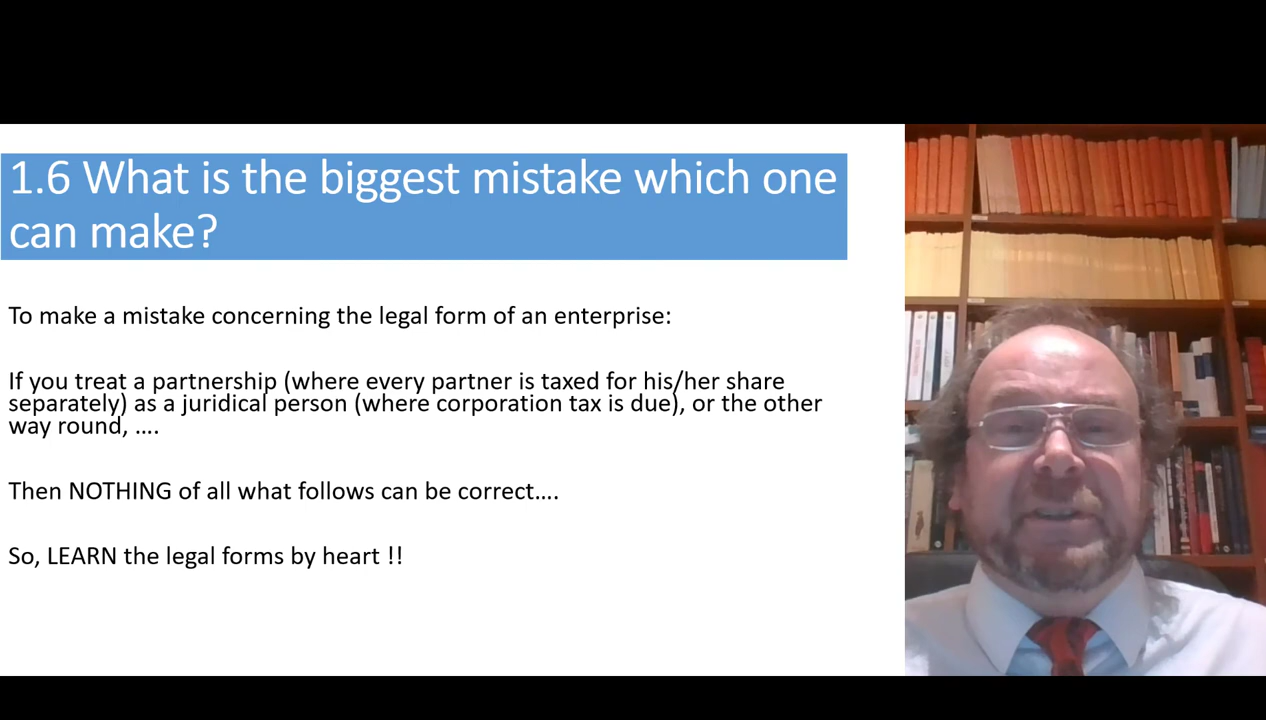 1.6 What is the biggest mistake which one
can make?
To make a mistake concerning the legal form of an enterprise:
If you treat a partnership (where every partner is taxed for his/her share
separately) as a juridical person (where corporation tax is due), or the other
way round, ....
Then NOTHING of all what follows can be correct....
So, LEARN the legal forms by heart !!